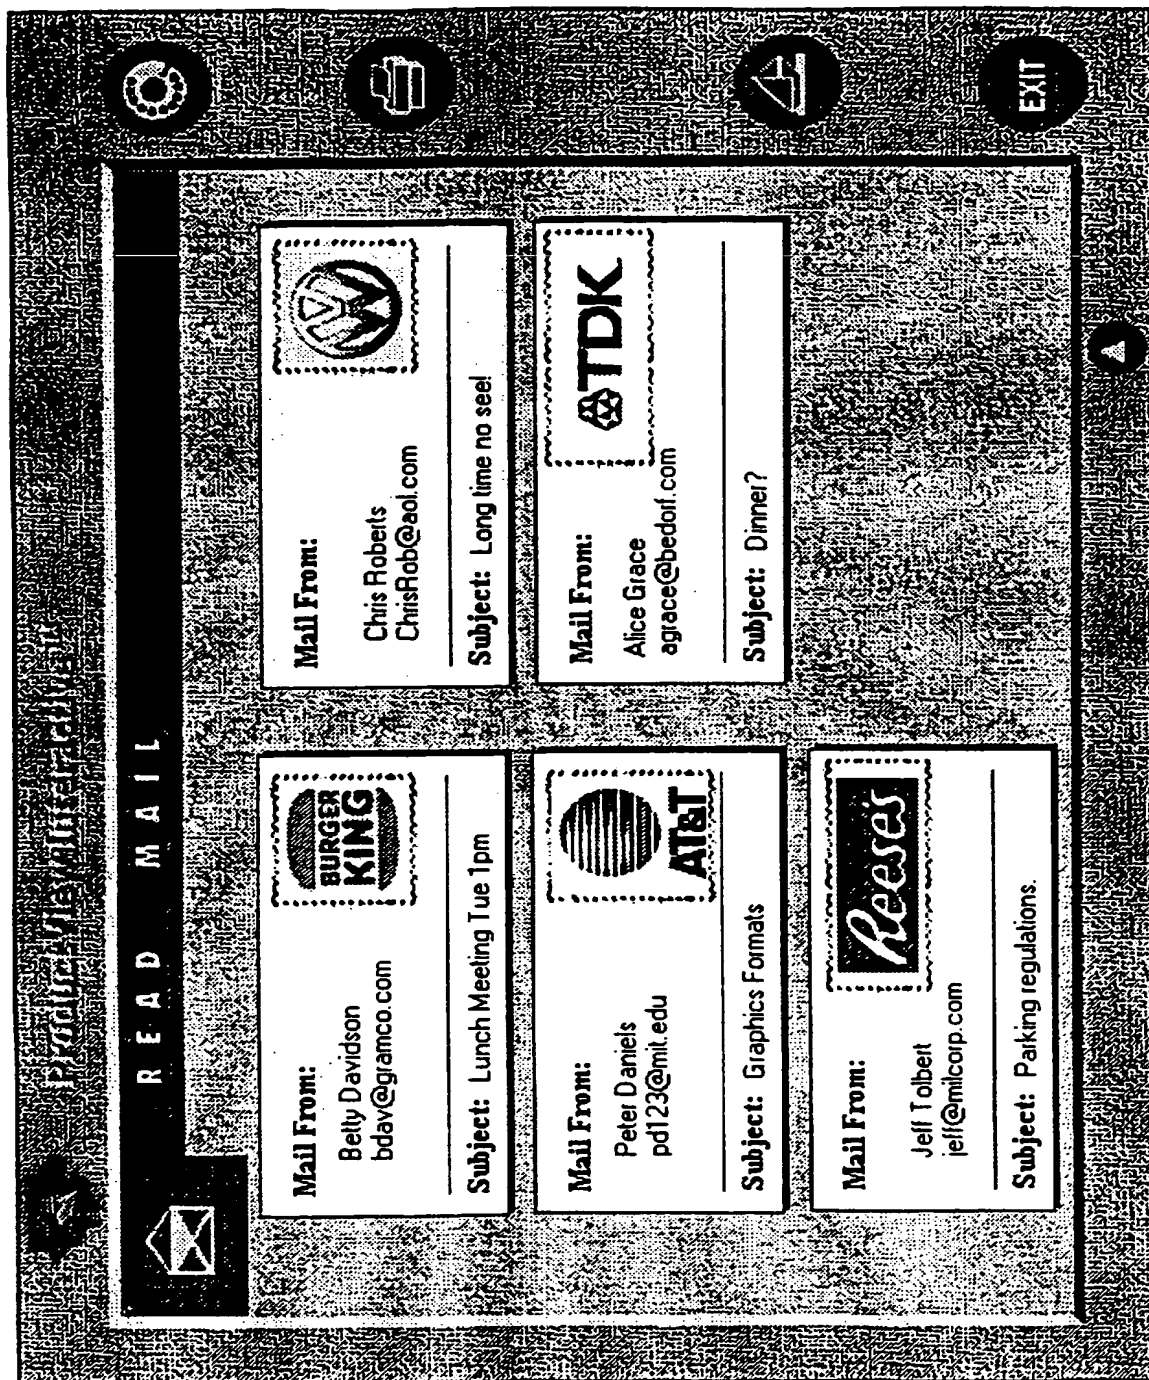 ProductViewInteractive
READ MAIL
Mail From:
BURGER
KING
Betty Davidson
bdav@gramco.com
Subject: Lunch Meeting Tue 1pm
Mail From:
Chris Roberts
ChrisRob@aol.com
Subject: Long time no see!
Mail From:
AT&T
Peter Daniels
pd123@mit.edu
Subject: Graphics Formats
Mail From:
TDK
Alice Grace
agrace@bedorf.com
Subject: Dinner?
Mail From:
Reese's
Jeff Tolbert
jeff@milcorp.com
Subject: Parking regulations.
EXIT